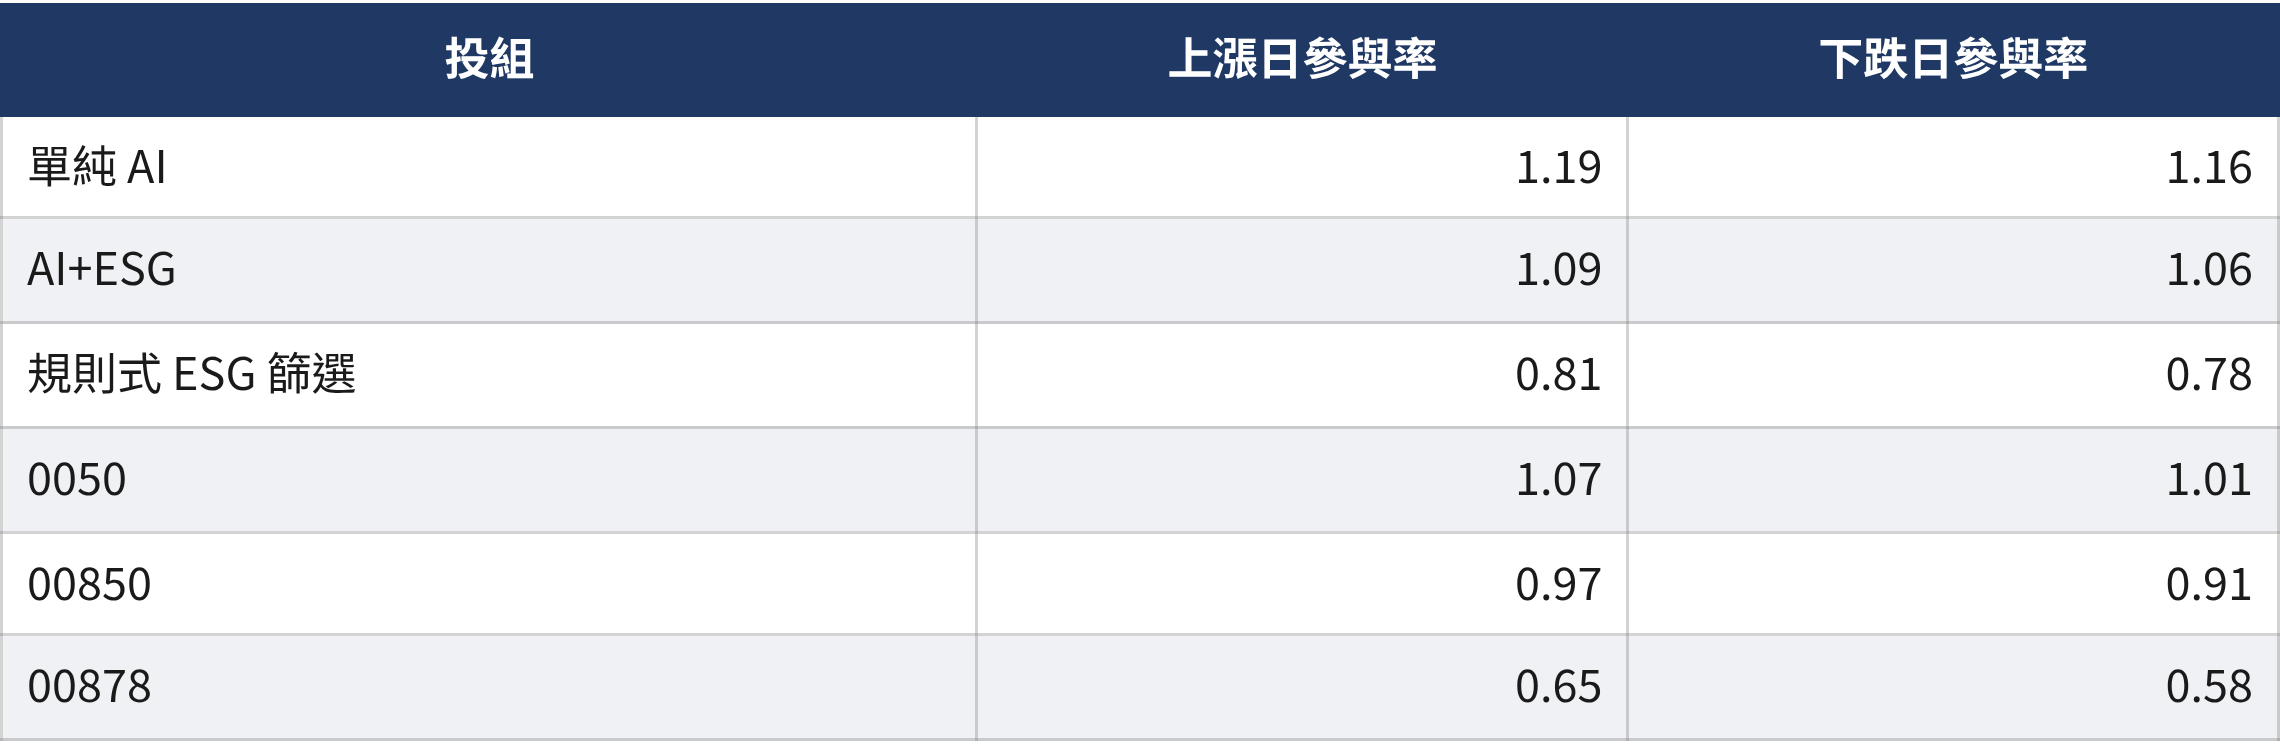 投組 上漲日參與率 下跌日參與率
單純 AI 1.19 1.16
AI+ESG 1.09 1.06
規則式 ESG 篩選 0.81 0.78
0050 1.07 1.01
00850 0.97 0.91
00878 0.65 0.58